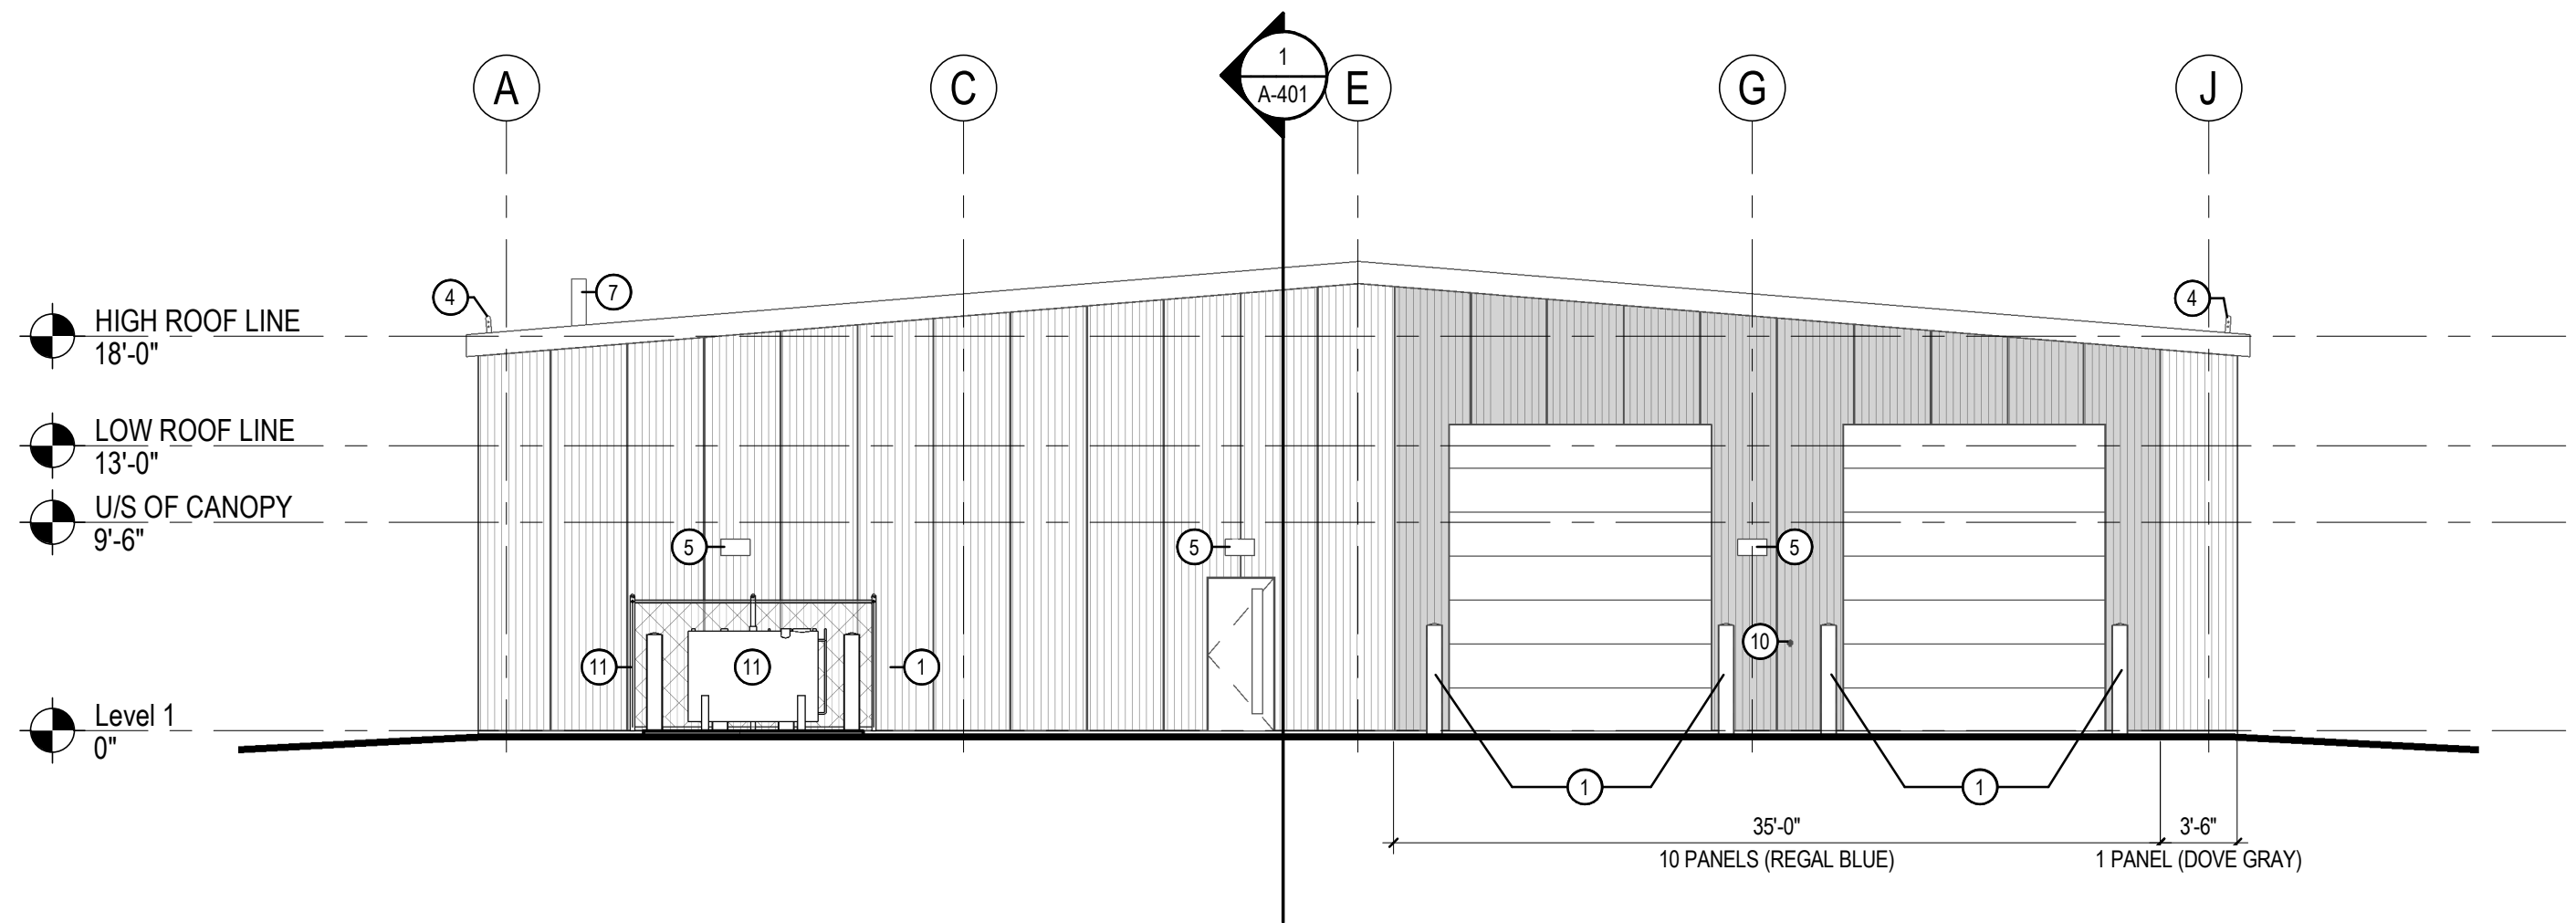 1
A-401
A
C
E
G
J
4
7
4
HIGH ROOF LINE
18'-0"
LOW ROOF LINE
13'-0"
U/S OF CANOPY
9'-6"
5
5
5
10
11
11
1
Level 1
0"
1
1
35'-0"
3'-6"
10 PANELS (REGAL BLUE)
1 PANEL (DOVE GRAY)